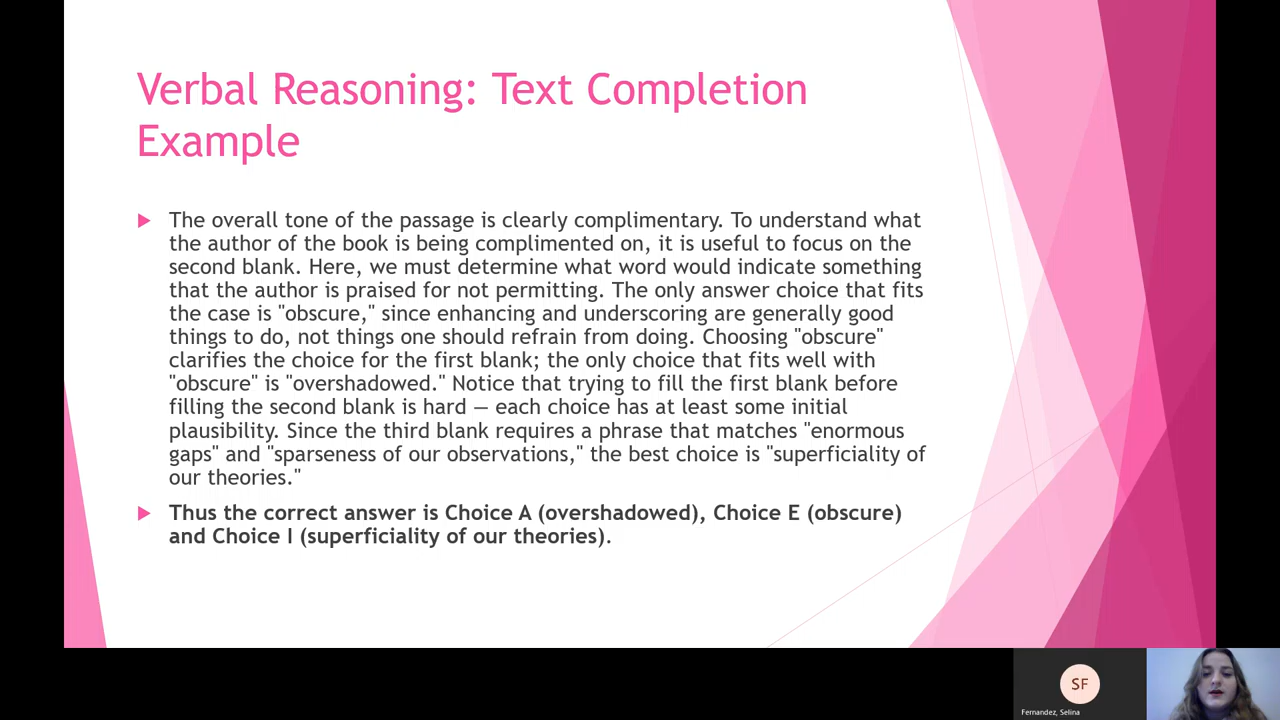 Verbal Reasoning: Text Completion
Example
The overall tone of the passage is clearly complimentary. To understand what
the author of the book is being complimented on, it is useful to focus on the
second blank. Here, we must determine what word would indicate something
that the author is praised for not permitting. The only answer choice that fits
the case is "obscure," since enhancing and underscoring are generally good
things to do, not things one should refrain from doing. Choosing "obscure"
clarifies the choice for the first blank; the only choice that fits well with
"obscure" is "overshadowed." Notice that trying to fill the first blank before
filling the second blank is hard — each choice has at least some initial
plausibility. Since the third blank requires a phrase that matches "enormous
gaps" and "sparseness of our observations," the best choice is "superficiality of
our theories."
Thus the correct answer is Choice A (overshadowed), Choice E (obscure)
and Choice I (superficiality of our theories).
SF
Fernandez, Selina